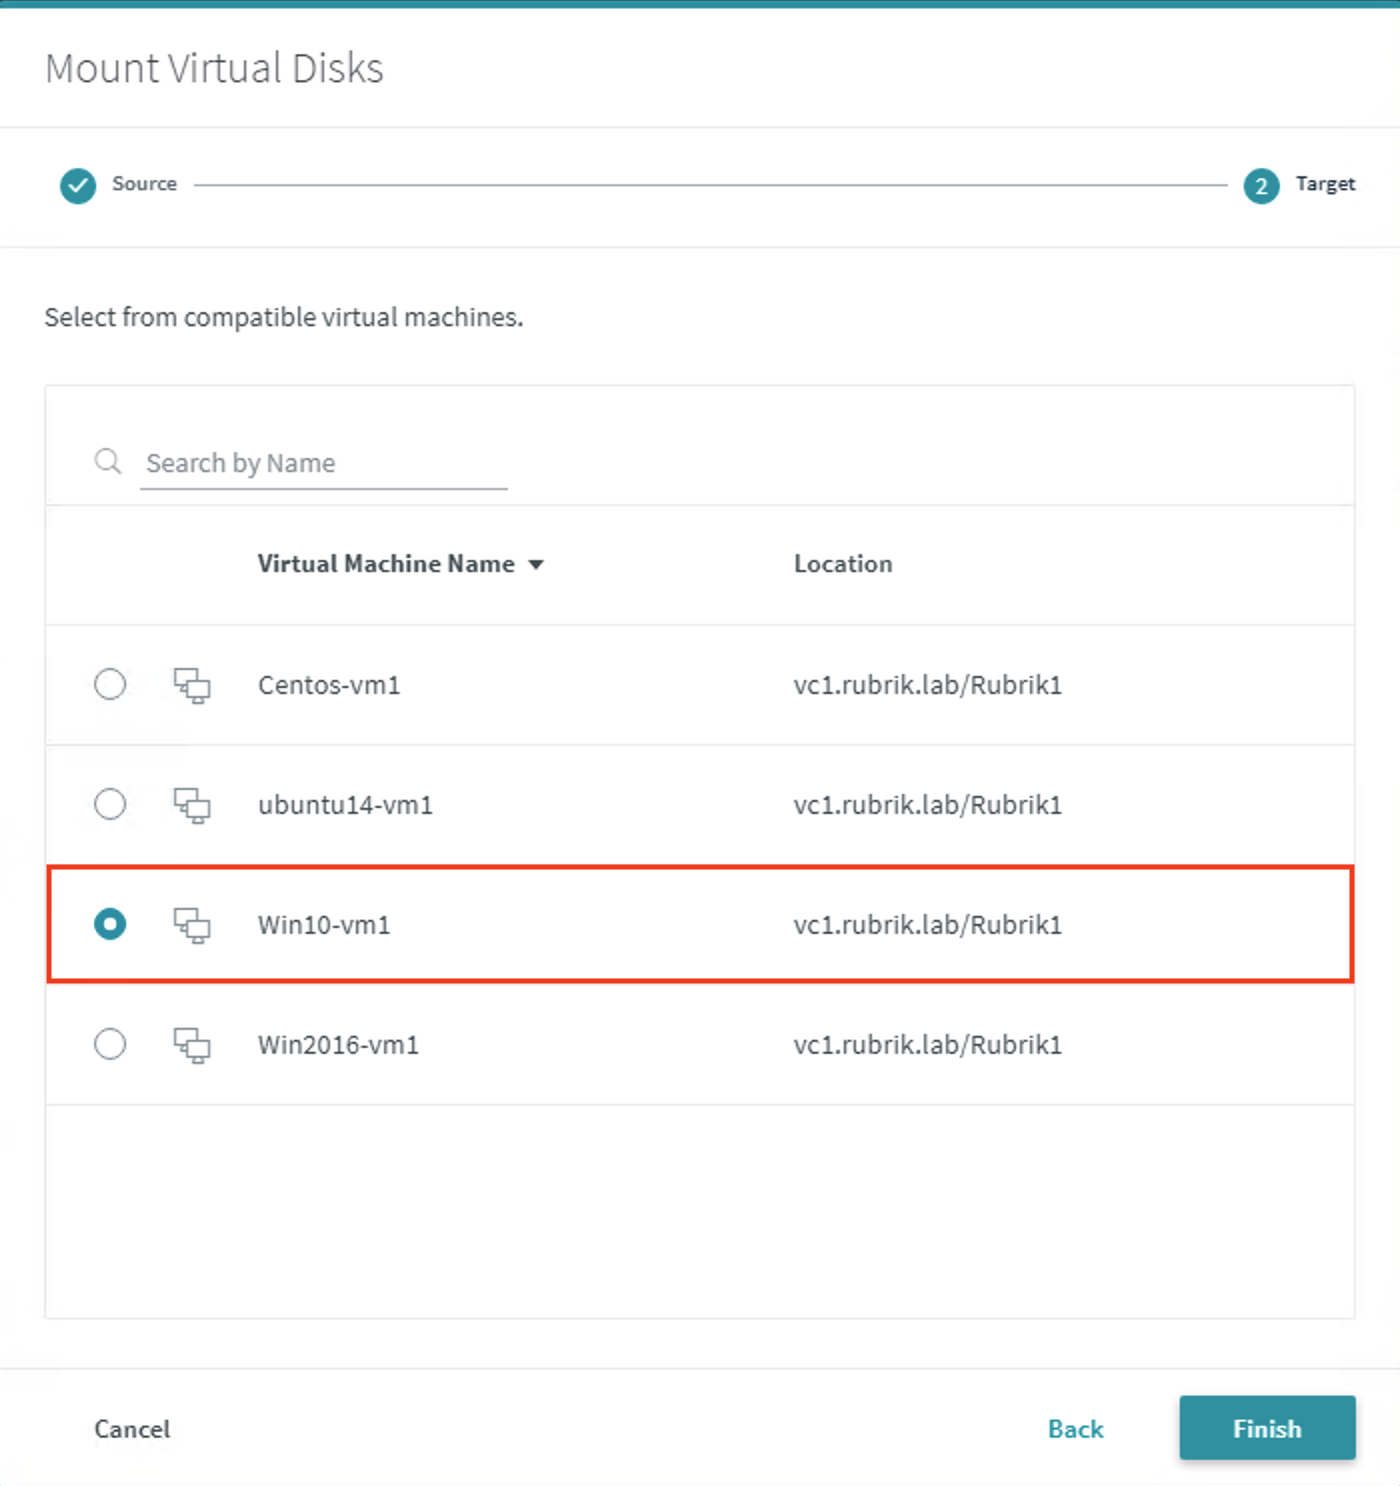 Mount Virtual Disks
Source
2 Target
Select from compatible virtual machines.
Search by Name
Virtual Machine Name Location
Centos-vm1 vc1.rubrik.lab/Rubrik1
ubuntu14-vm1 vc1.rubrik.lab/Rubrik1
Win10-vm1 vc1.rubrik.lab/Rubrik1
Win2016-vm1 vc1.rubrik.lab/Rubrik1
Cancel Back Finish